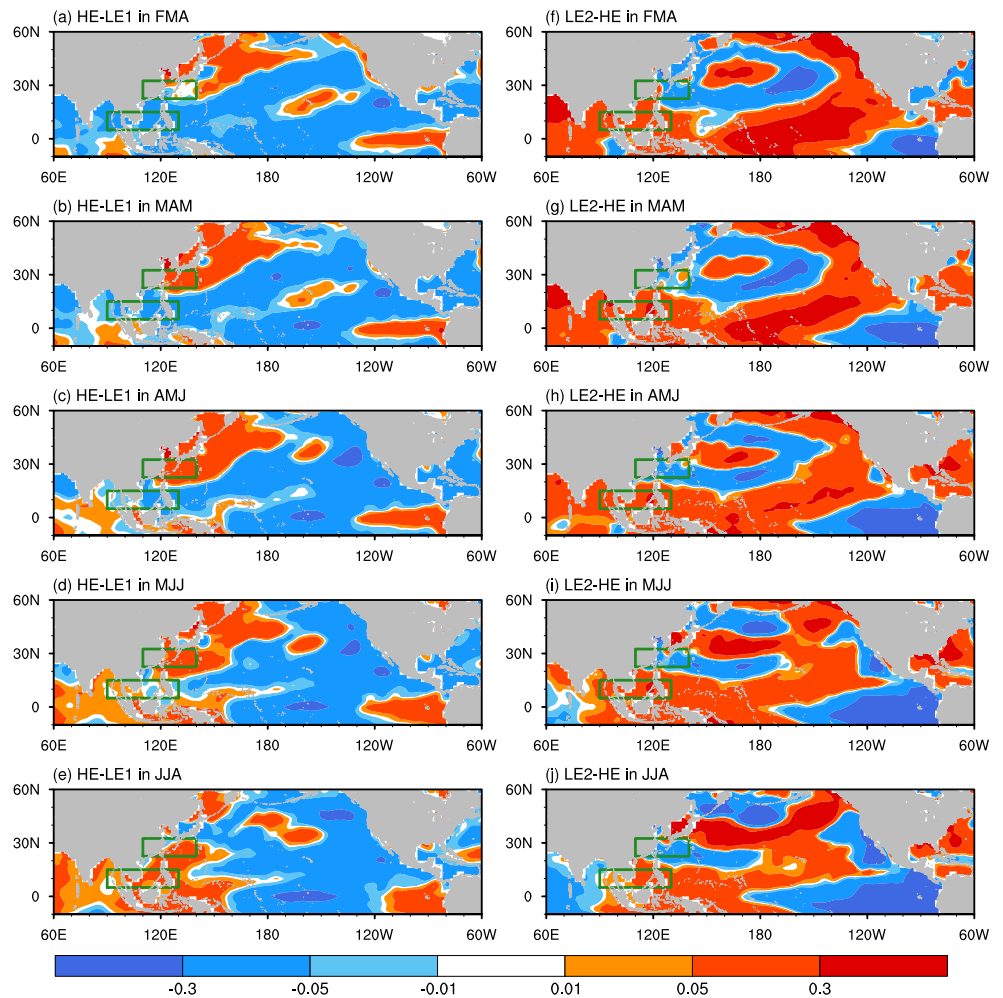 (a) HE-LE1 in FMA
60N
30N
0
60E 120E 180 120W 60W
(f) LE2-HE in FMA
60N
30N
0
60E 120E 180 120W 60W
(b) HE-LE1 in MAM
60N
30N
0
60E 120E 180 120W 60W
(g) LE2-HE in MAM
60N
30N
0
60E 120E 180 120W 60W
(c) HE-LE1 in AMJ
60N
30N
0
60E 120E 180 120W 60W
(h) LE2-HE in AMJ
60N
30N
0
60E 120E 180 120W 60W
(d) HE-LE1 in MJJ
60N
30N
0
60E 120E 180 120W 60W
(i) LE2-HE in MJJ
60N
30N
0
60E 120E 180 120W 60W
(e) HE-LE1 in JJA
60N
30N
0
60E 120E 180 120W 60W
(j) LE2-HE in JJA
60N
30N
0
60E 120E 180 120W 60W
-0.3 -0.05 -0.01 0.01 0.05 0.3